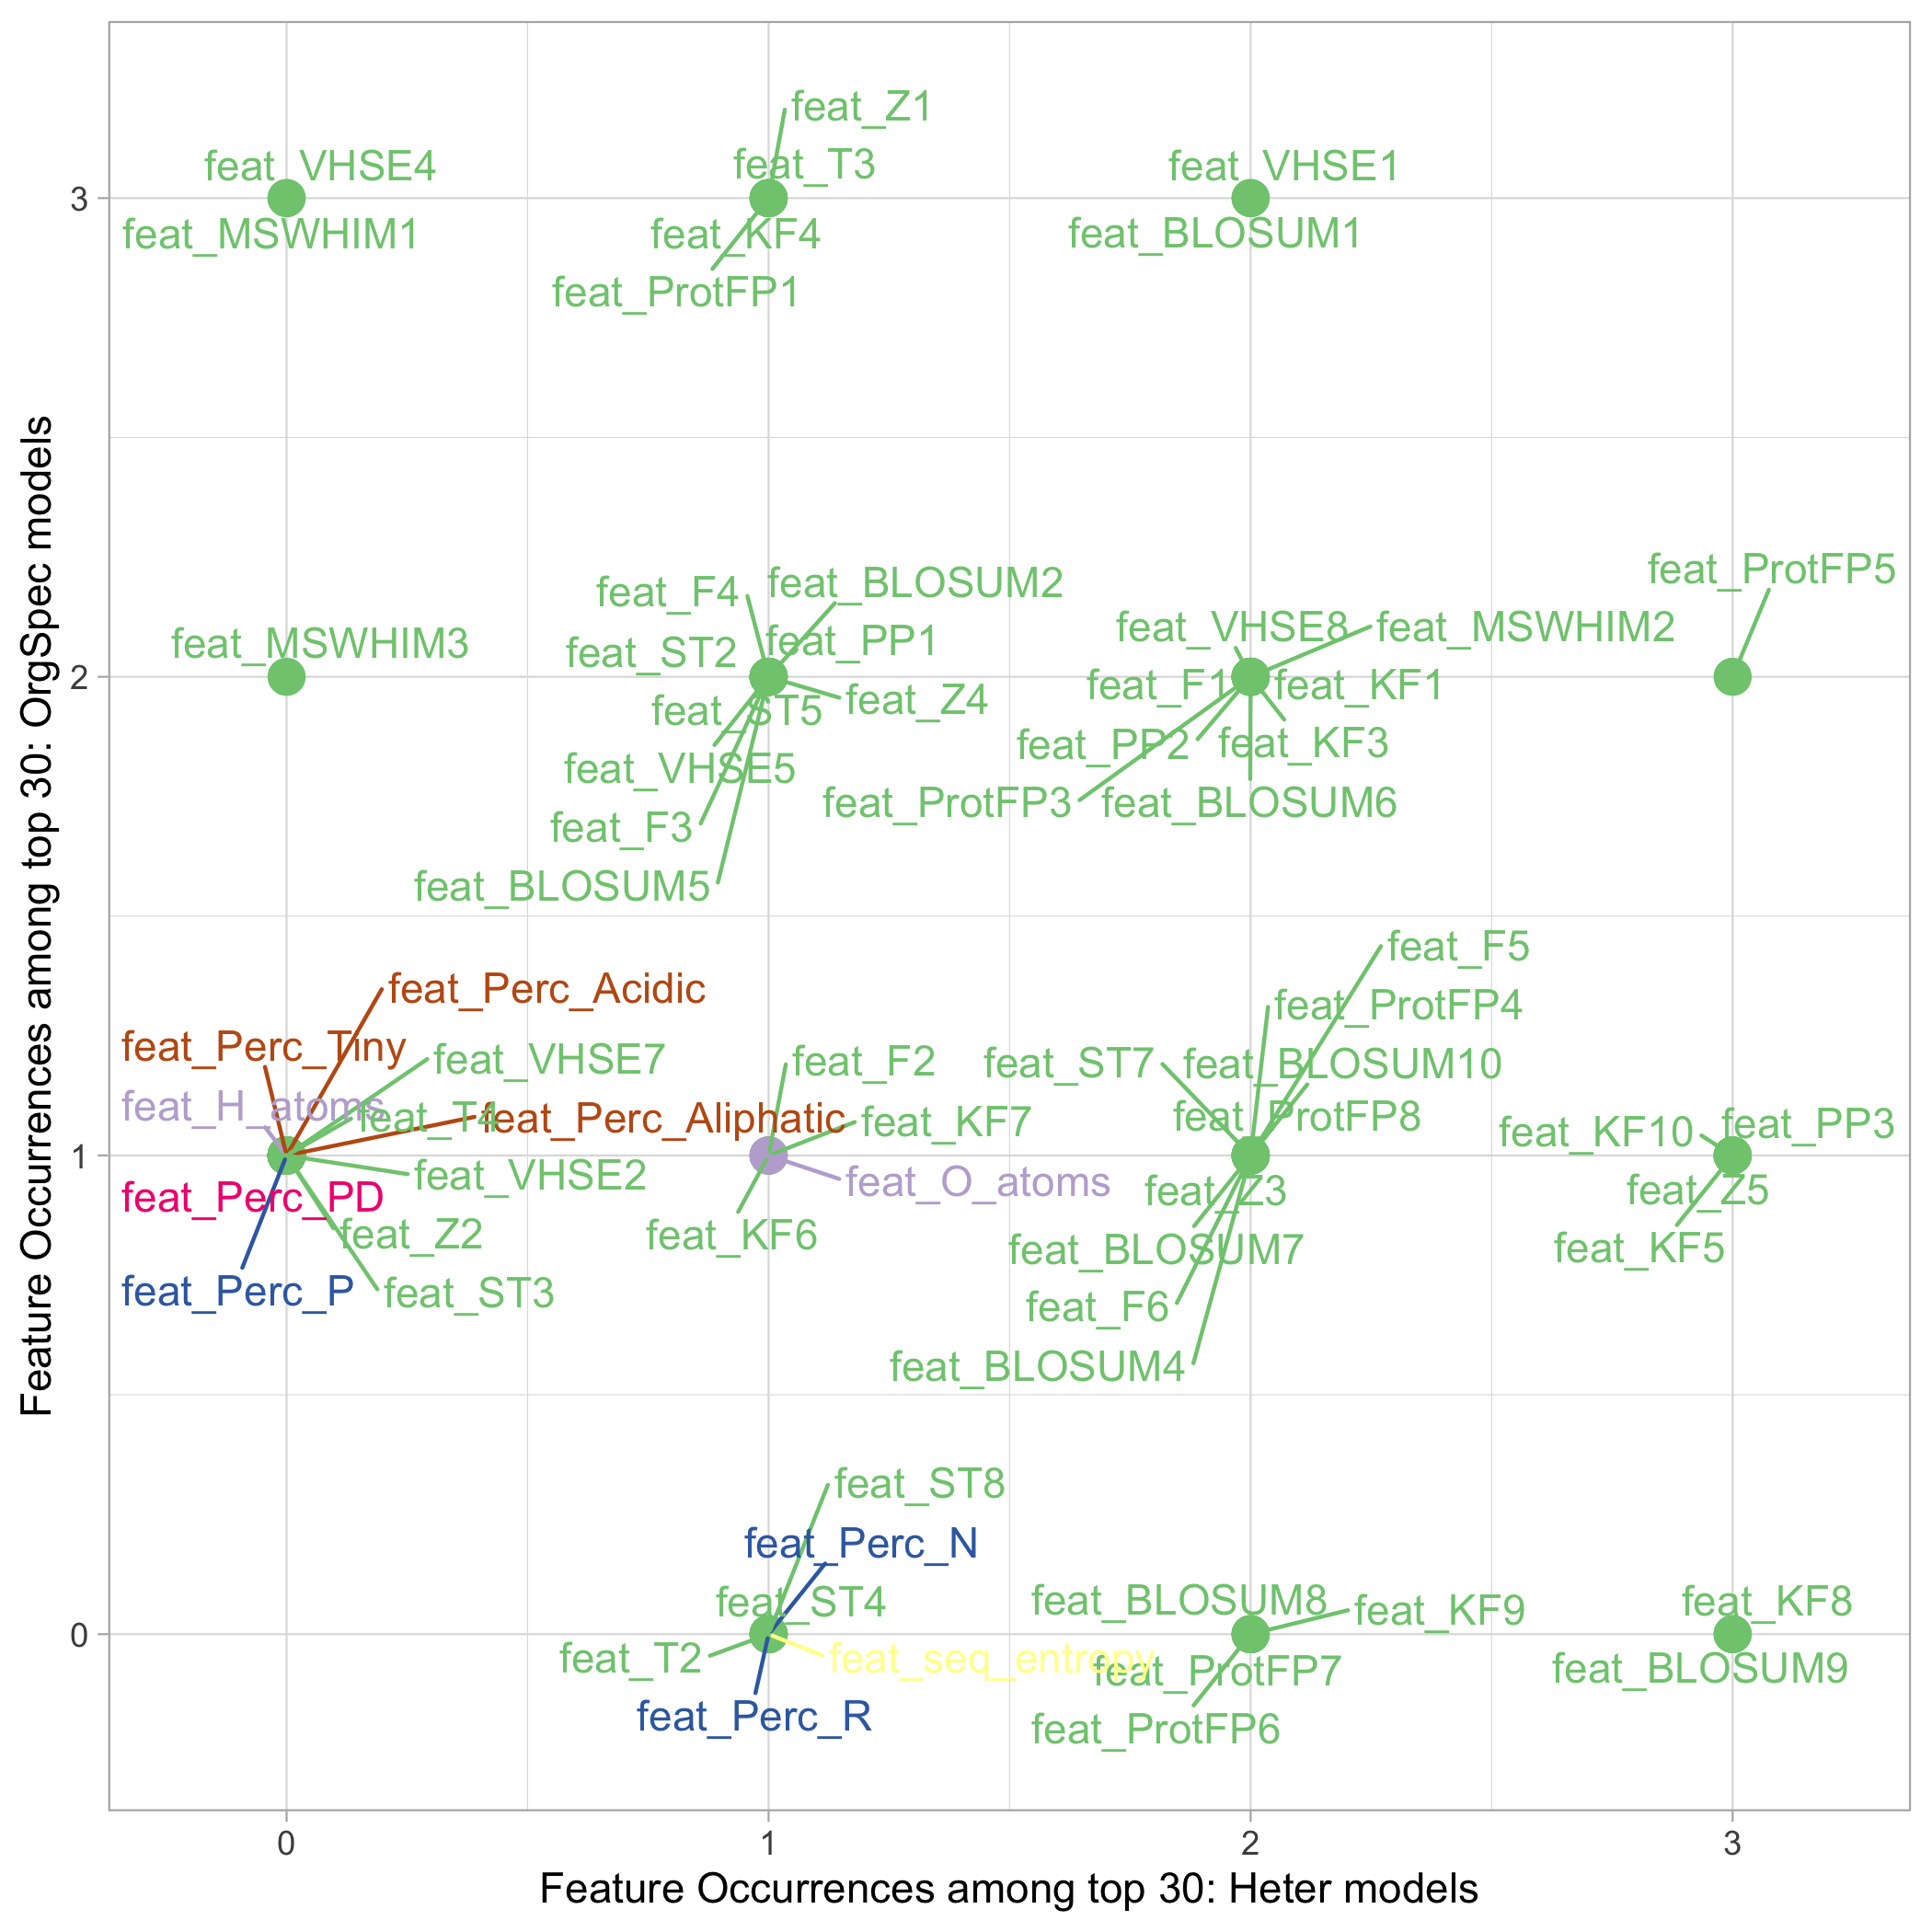 feat_Z1
feat_VHSE4
feat_T3
feat_VHSE1
3
feat_MSWHIM1
feat_KF4
feat_BLOSUM1
feat_ProtFP1
feat_ProtFP5
feat_F4
feat_BLOSUM2
feat_VHSE8
feat_MSWHIM2
feat_MSWHIM3
feat_ST2
feat_PP1
2
feat_F1
feat_KF1
feat_ST5
feat_Z4
feat_PP2
feat_KF3
feat_VHSE5
feat_ProtFP3
feat_BLOSUM6
feat_F3
feat_BLOSUM5
Feature Occurrences among top 30: OrgSpec models
feat_F5
feat_Perc_Acidic
feat_ProtFP4
feat_Perc_Tiny
feat_VHSE7
feat_F2
feat_ST7
feat_BLOSUM10
feat_H_atoms
feat_T4
feat_Perc_Aliphatic
feat_KF7
feat_ProtFP8
feat_KF10
feat_PP3
1
feat_VHSE2
feat_O_atoms
feat_Z3
feat_Z5
feat_Perc_PD
feat_Z2
feat_KF6
feat_BLOSUM7
feat_KF5
feat_Perc_P
feat_ST3
feat_F6
feat_BLOSUM4
feat_ST8
feat_Perc_N
feat_ST4
feat_BLOSUM8
feat_KF9
feat_KF8
0
feat_T2
feat_seq_entropy
feat_ProtFP7
feat_BLOSUM9
feat_Perc_R
feat_ProtFP6
0
1
2
3
Feature Occurrences among top 30: Heter models